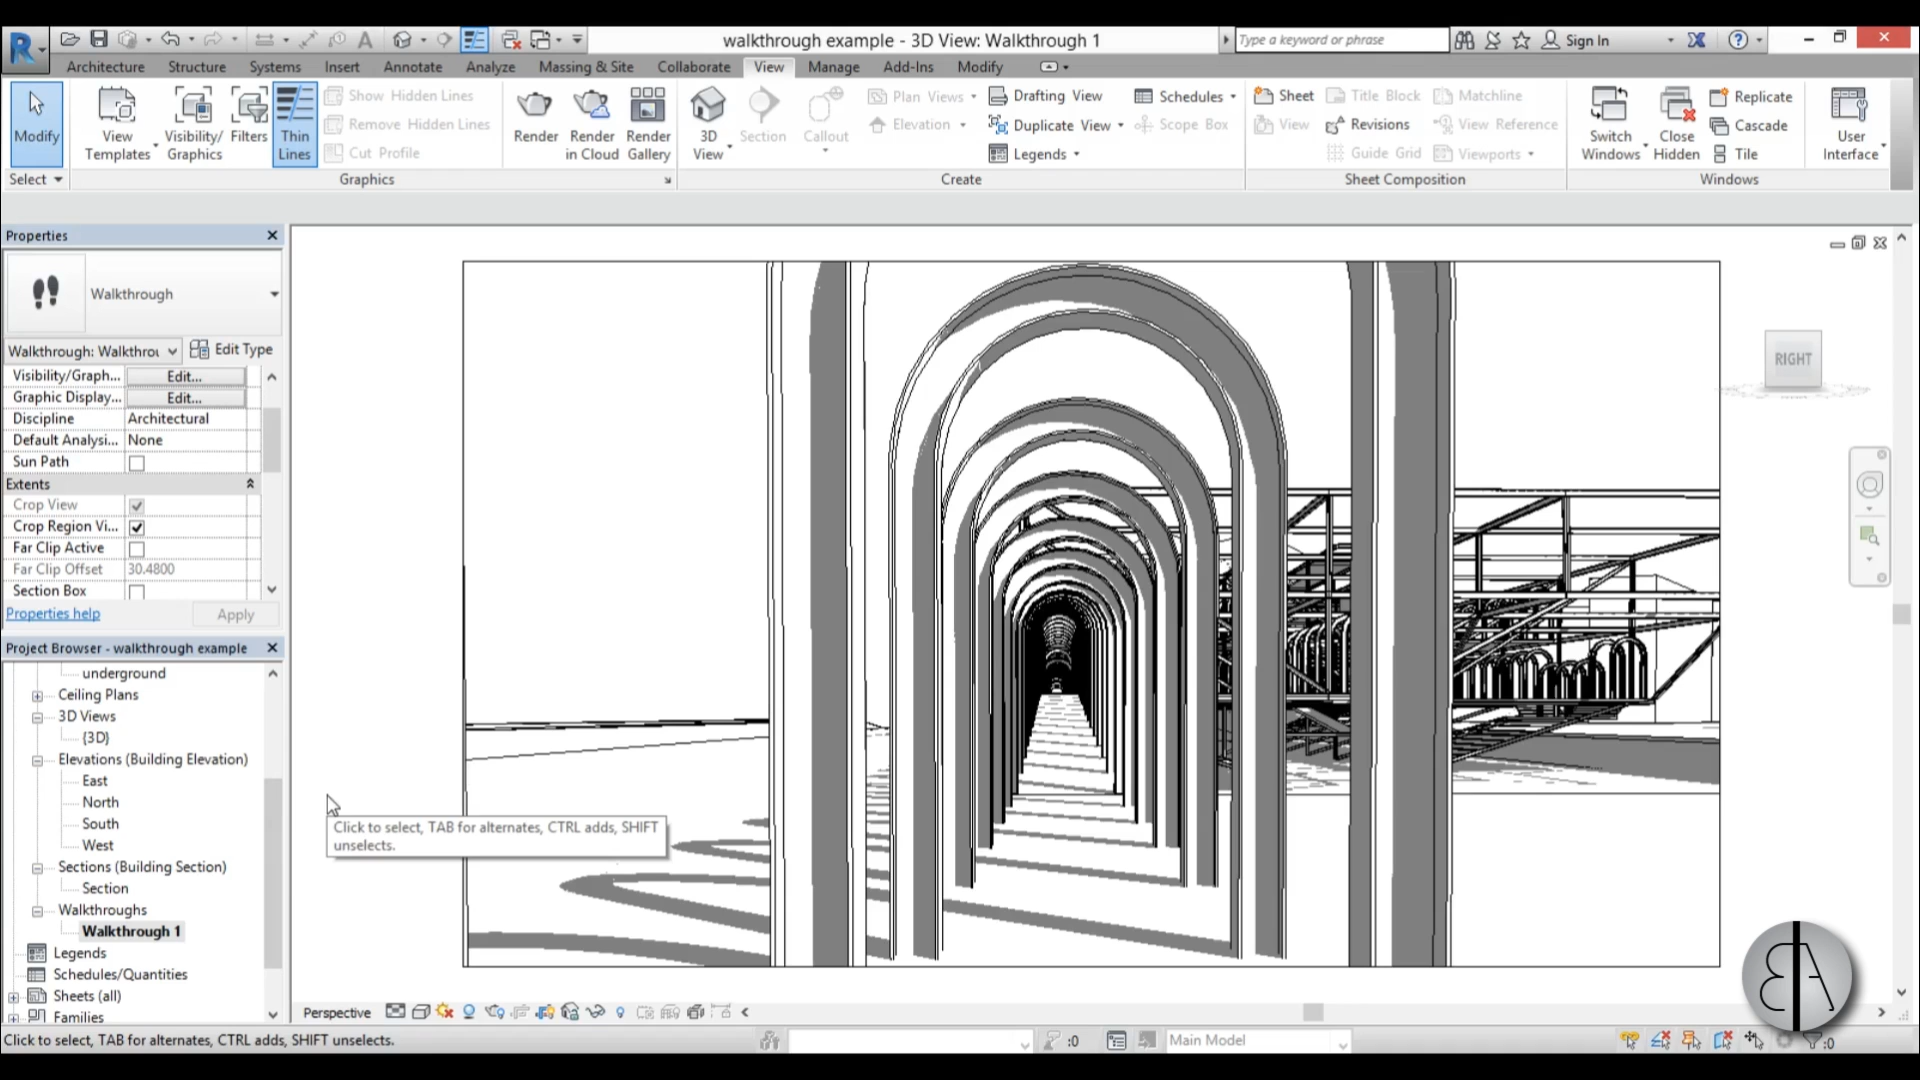 walkthrough example - 3D View: Walkthrough 1
Type a keyword or phrase
Sign In
Architecture Structure Systems Insert Annotate Analyze Massing & Site Collaborate View Manage Add-Ins Modify
Modify
View Templates
Visibility/ Graphics
Filters
Thin Lines
Show Hidden Lines
Remove Hidden Lines
Cut Profile
Render
Render in Cloud
Render Gallery
3D View
Section
Callout
Plan Views
Elevation
Drafting View
Duplicate View
Legends
Schedules
Scope Box
Sheet
View
Title Block
Revisions
Guide Grid
Matchline
View Reference
Viewports
Switch Windows
Close Hidden
Replicate
Cascade
Tile
User Interface
Select Graphics Create Sheet Composition Windows
Properties
Walkthrough
Walkthrough: Walkthrou
Edit Type
Visibility/Graph... Edit...
Graphic Display... Edit...
Discipline Architectural
Default Analysi... None
Sun Path
Extents
Crop View
Crop Region Vi...
Far Clip Active
Far Clip Offset 30.4800
Section Box
Properties help Apply
Project Browser - walkthrough example
underground
Ceiling Plans
3D Views
{3D}
Elevations (Building Elevation)
East
North
South
West
Sections (Building Section)
Section
Walkthroughs
Walkthrough 1
Legends
Schedules/Quantities
Sheets (all)
Families
RIGHT
Click to select, TAB for alternates, CTRL adds, SHIFT
unselects.
Perspective
Click to select, TAB for alternates, CTRL adds, SHIFT unselects.
:0
Main Model
:0